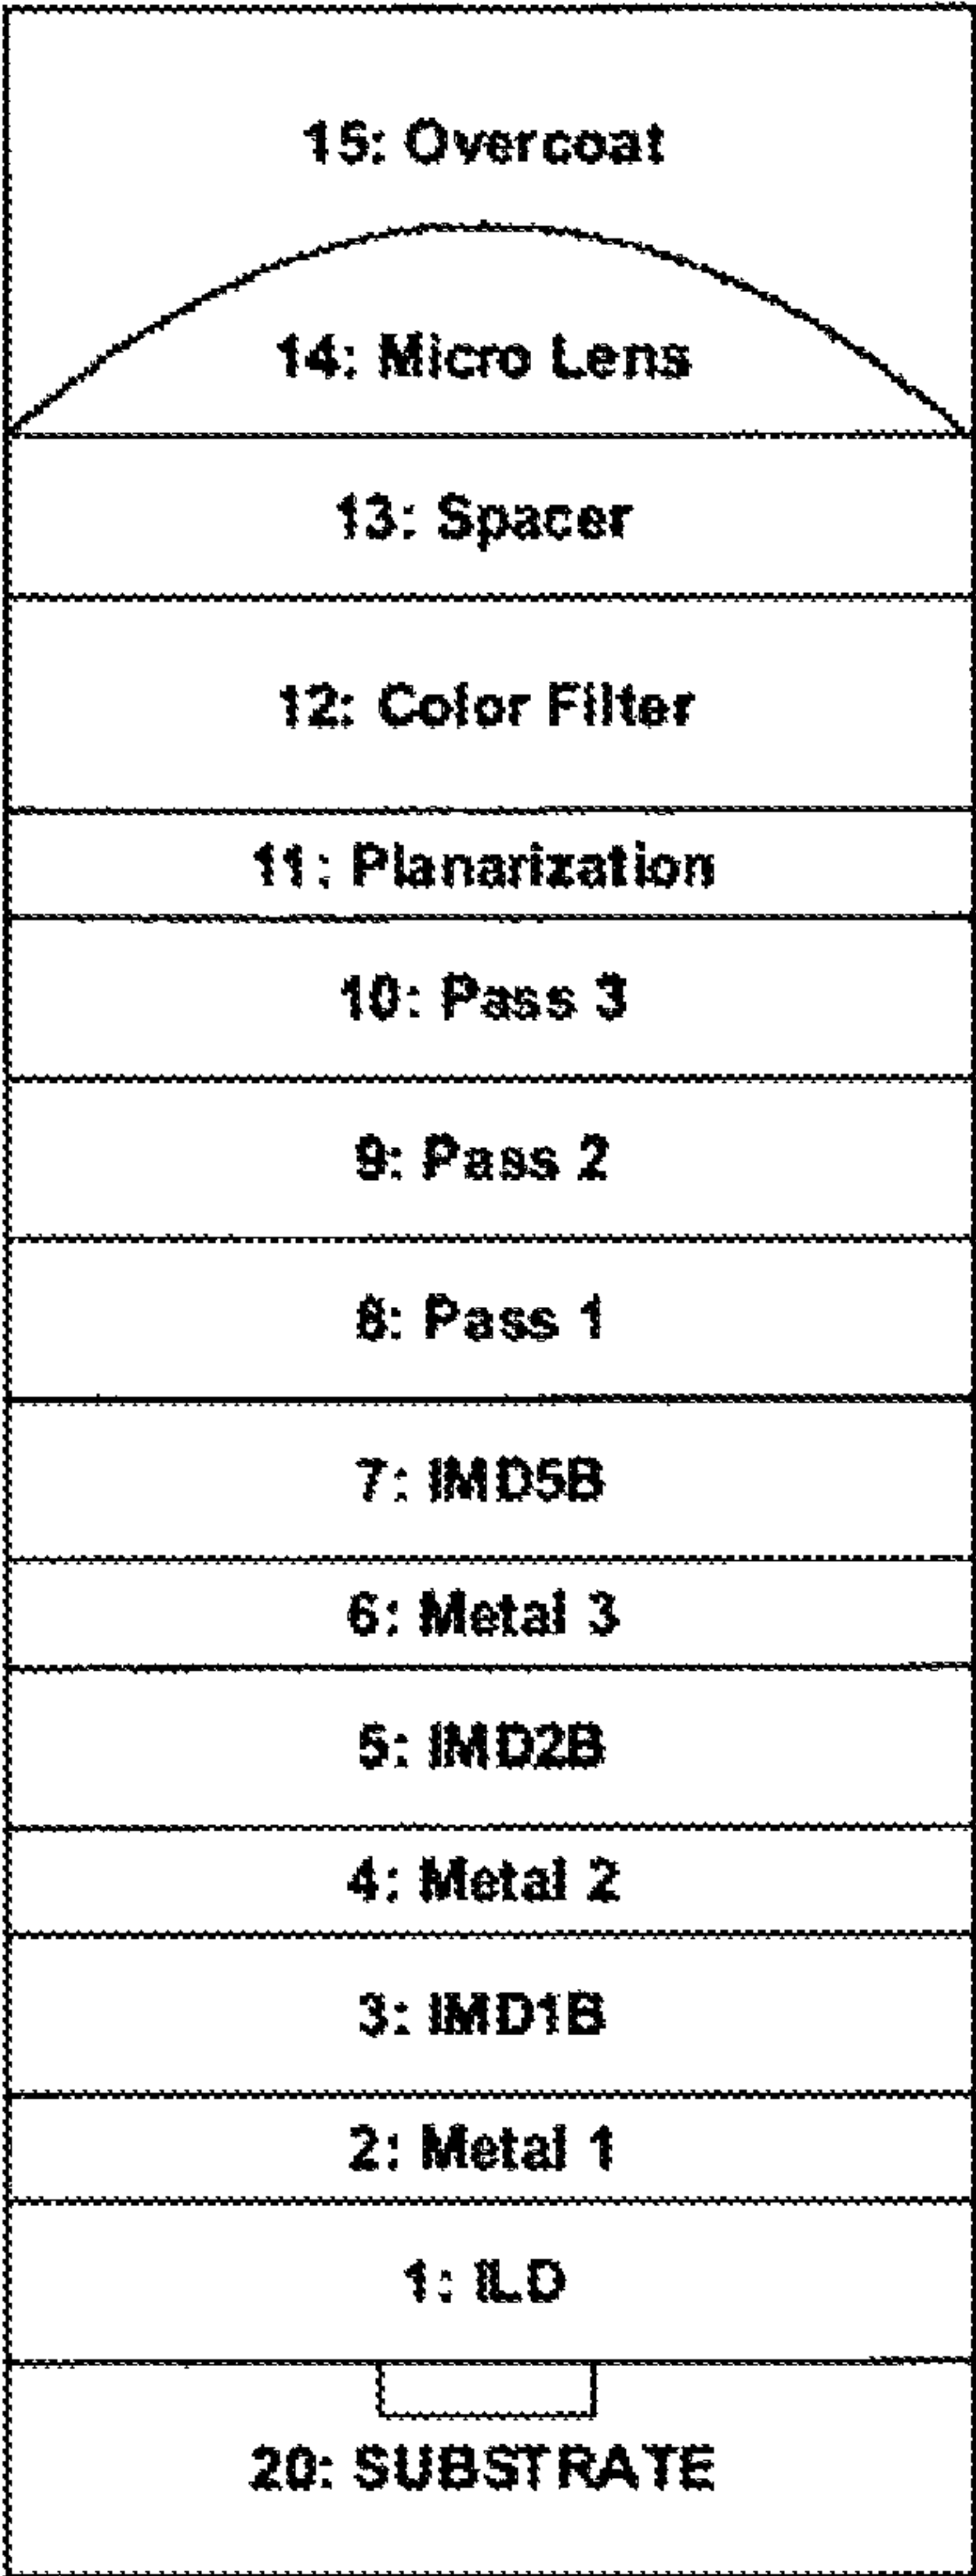 15: Overcoat
14: Micro Lens
13: Spacer
12: Color Filter
11: Planarization
10: Pass 3
9: Pass 2
8: Pass 1
7: IMD5B
6: Metal 3
5: IMD2B
4: Metal 2
3: IMD1B
2: Metal 1
1: ILD
20: SUBSTRATE